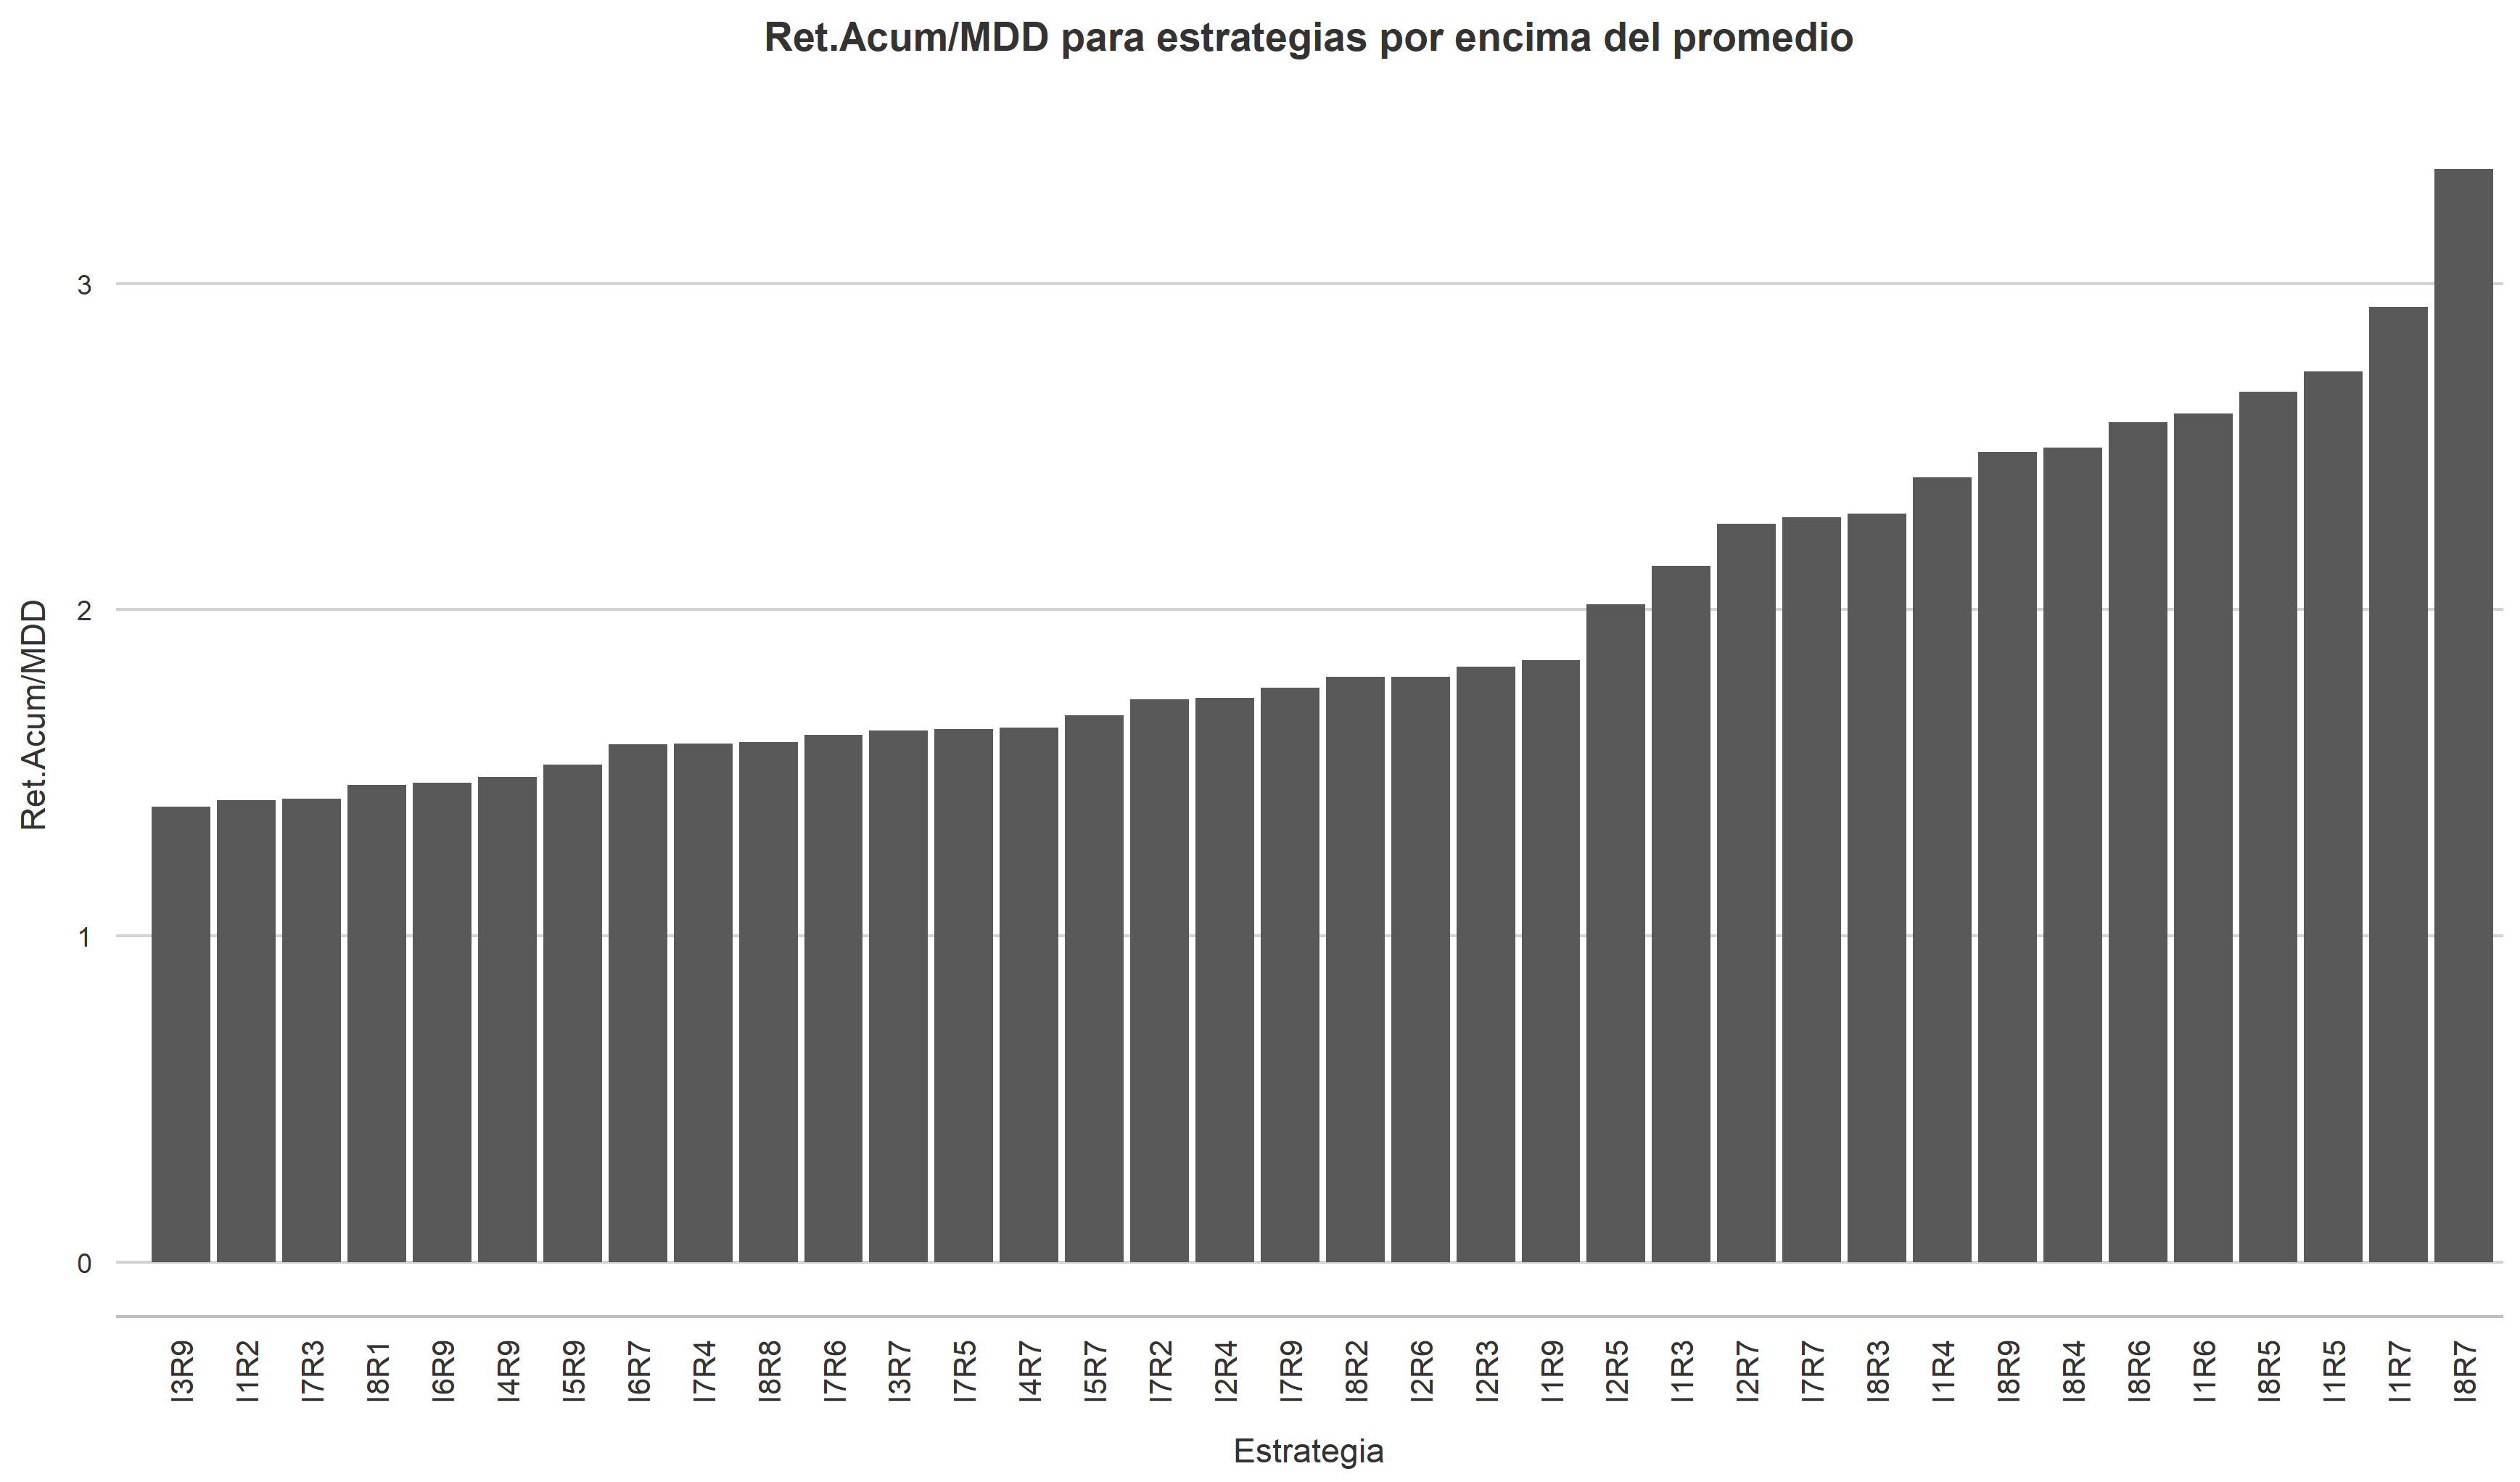 Ret.Acum/MDD para estrategias por encima del promedio
Ret.Acum/MDD
3
2
1
0
I3R9 I1R2 I7R3 I8R1 I6R9 I4R9 I5R9 I6R7 I7R4 I8R8 I7R6 I3R7 I7R5 I4R7 I5R7 I7R2 I2R4 I7R9 I8R2 I2R6 I2R3 I1R9 I2R5 I1R3 I2R7 I7R7 I8R3 I1R4 I8R9 I8R4 I8R6 I1R6 I8R5 I1R5 I1R7 I8R7
Estrategia